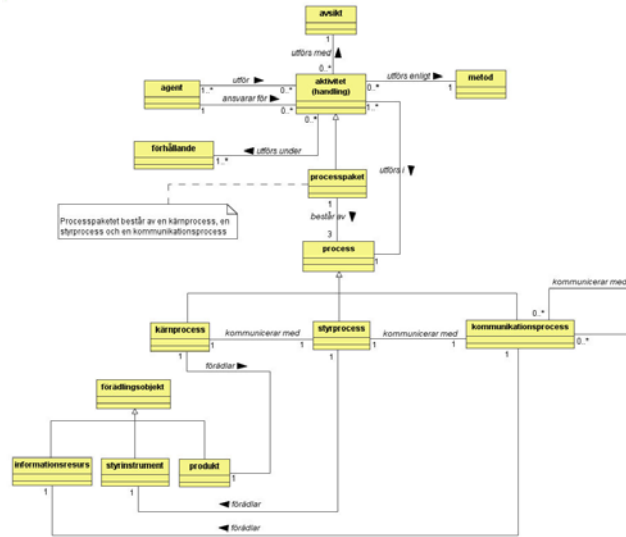 avsikt
1
utförs med
0..*
agent
utför
1..*
0..*
ansvarar för
1
0..*
aktivitet
(handling)
utförs enligt
0..*
1
metod
0..*
1..*
förhållande
utförs under
1..*
utförs i
processpaket
1
består av
3
Processpaketet består av en kärnprocess, en
styrprocess och en kommunikationsprocess
process
1
kommunicerar med
0..*
kärnprocess
kommunicerar med
styrprocess
kommunicerar med
kommunikationsprocess
1
1
1
1
0..*
1
1
1
förädlar
förädlingsobjekt
informationsresurs
styrinstrument
produkt
1
1
1
förädlar
förädlar